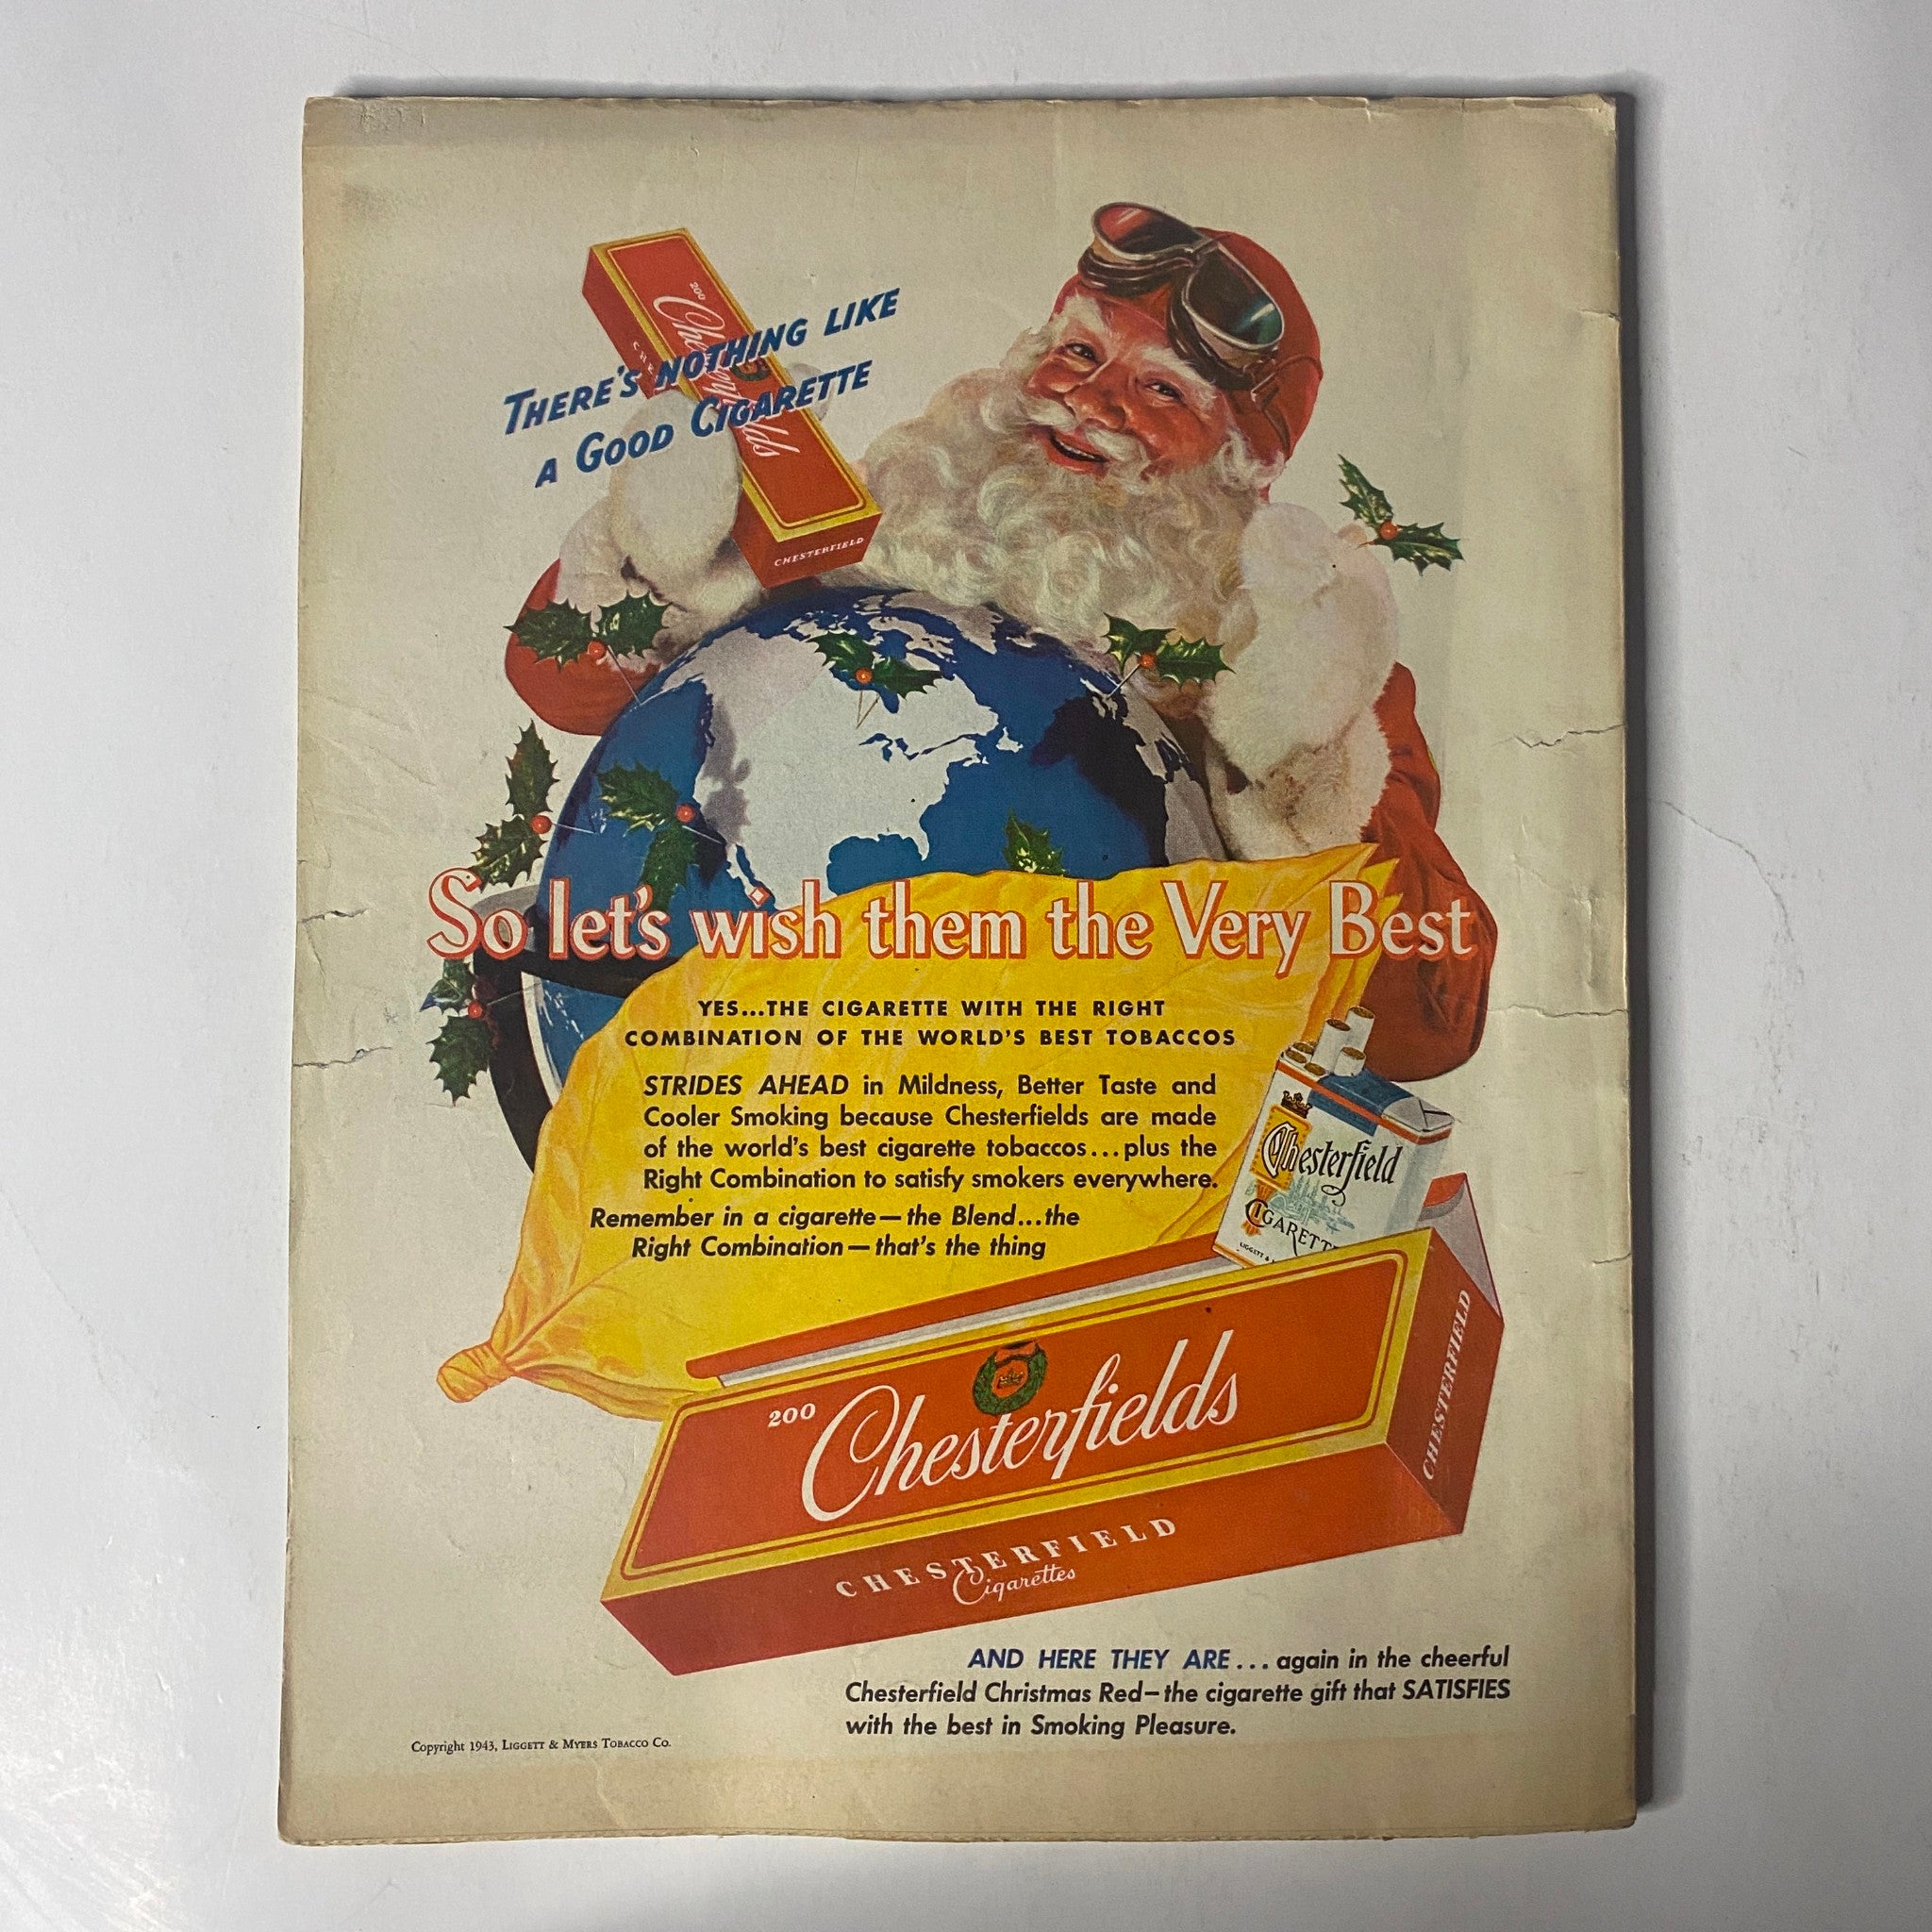 200
Chesterfields
CHESTERFIELD
THERE'S NOTHING LIKE
A GOOD CIGARETTE
So let's wish them the Very Best
YES...THE CIGARETTE WITH THE RIGHT
COMBINATION OF THE WORLD'S BEST TOBACCOS
STRIDES AHEAD in Mildness, Better Taste and
Cooler Smoking because Chesterfields are made
of the world's best cigarette tobaccos...plus the
Right Combination to satisfy smokers everywhere.
Remember in a cigarette—the Blend...the
Right Combination—that's the thing
Chesterfield
LIGGETT &
200
Chesterfields
CHESTERFIELD
Cigarettes
CHESTERFIELD
AND HERE THEY ARE... again in the cheerful
Chesterfield Christmas Red—the cigarette gift that SATISFIES
with the best in Smoking Pleasure.
Copyright 1943, LIGGETT & MYERS TOBACCO CO.